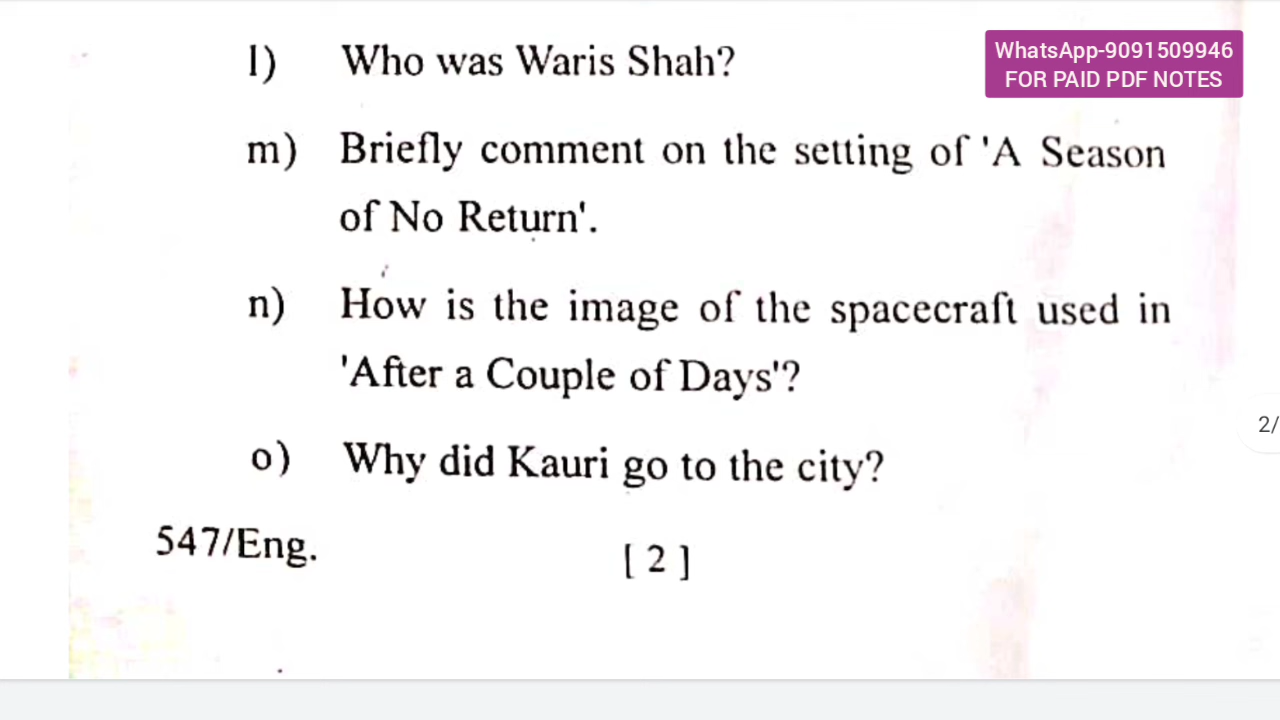 l) Who was Waris Shah?
WhatsApp-9091509946
FOR PAID PDF NOTES
m) Briefly comment on the setting of 'A Season
of No Return'.
n) How is the image of the spacecraft used in
'After a Couple of Days'?
o) Why did Kauri go to the city?
2/
547/Eng.
[ 2 ]